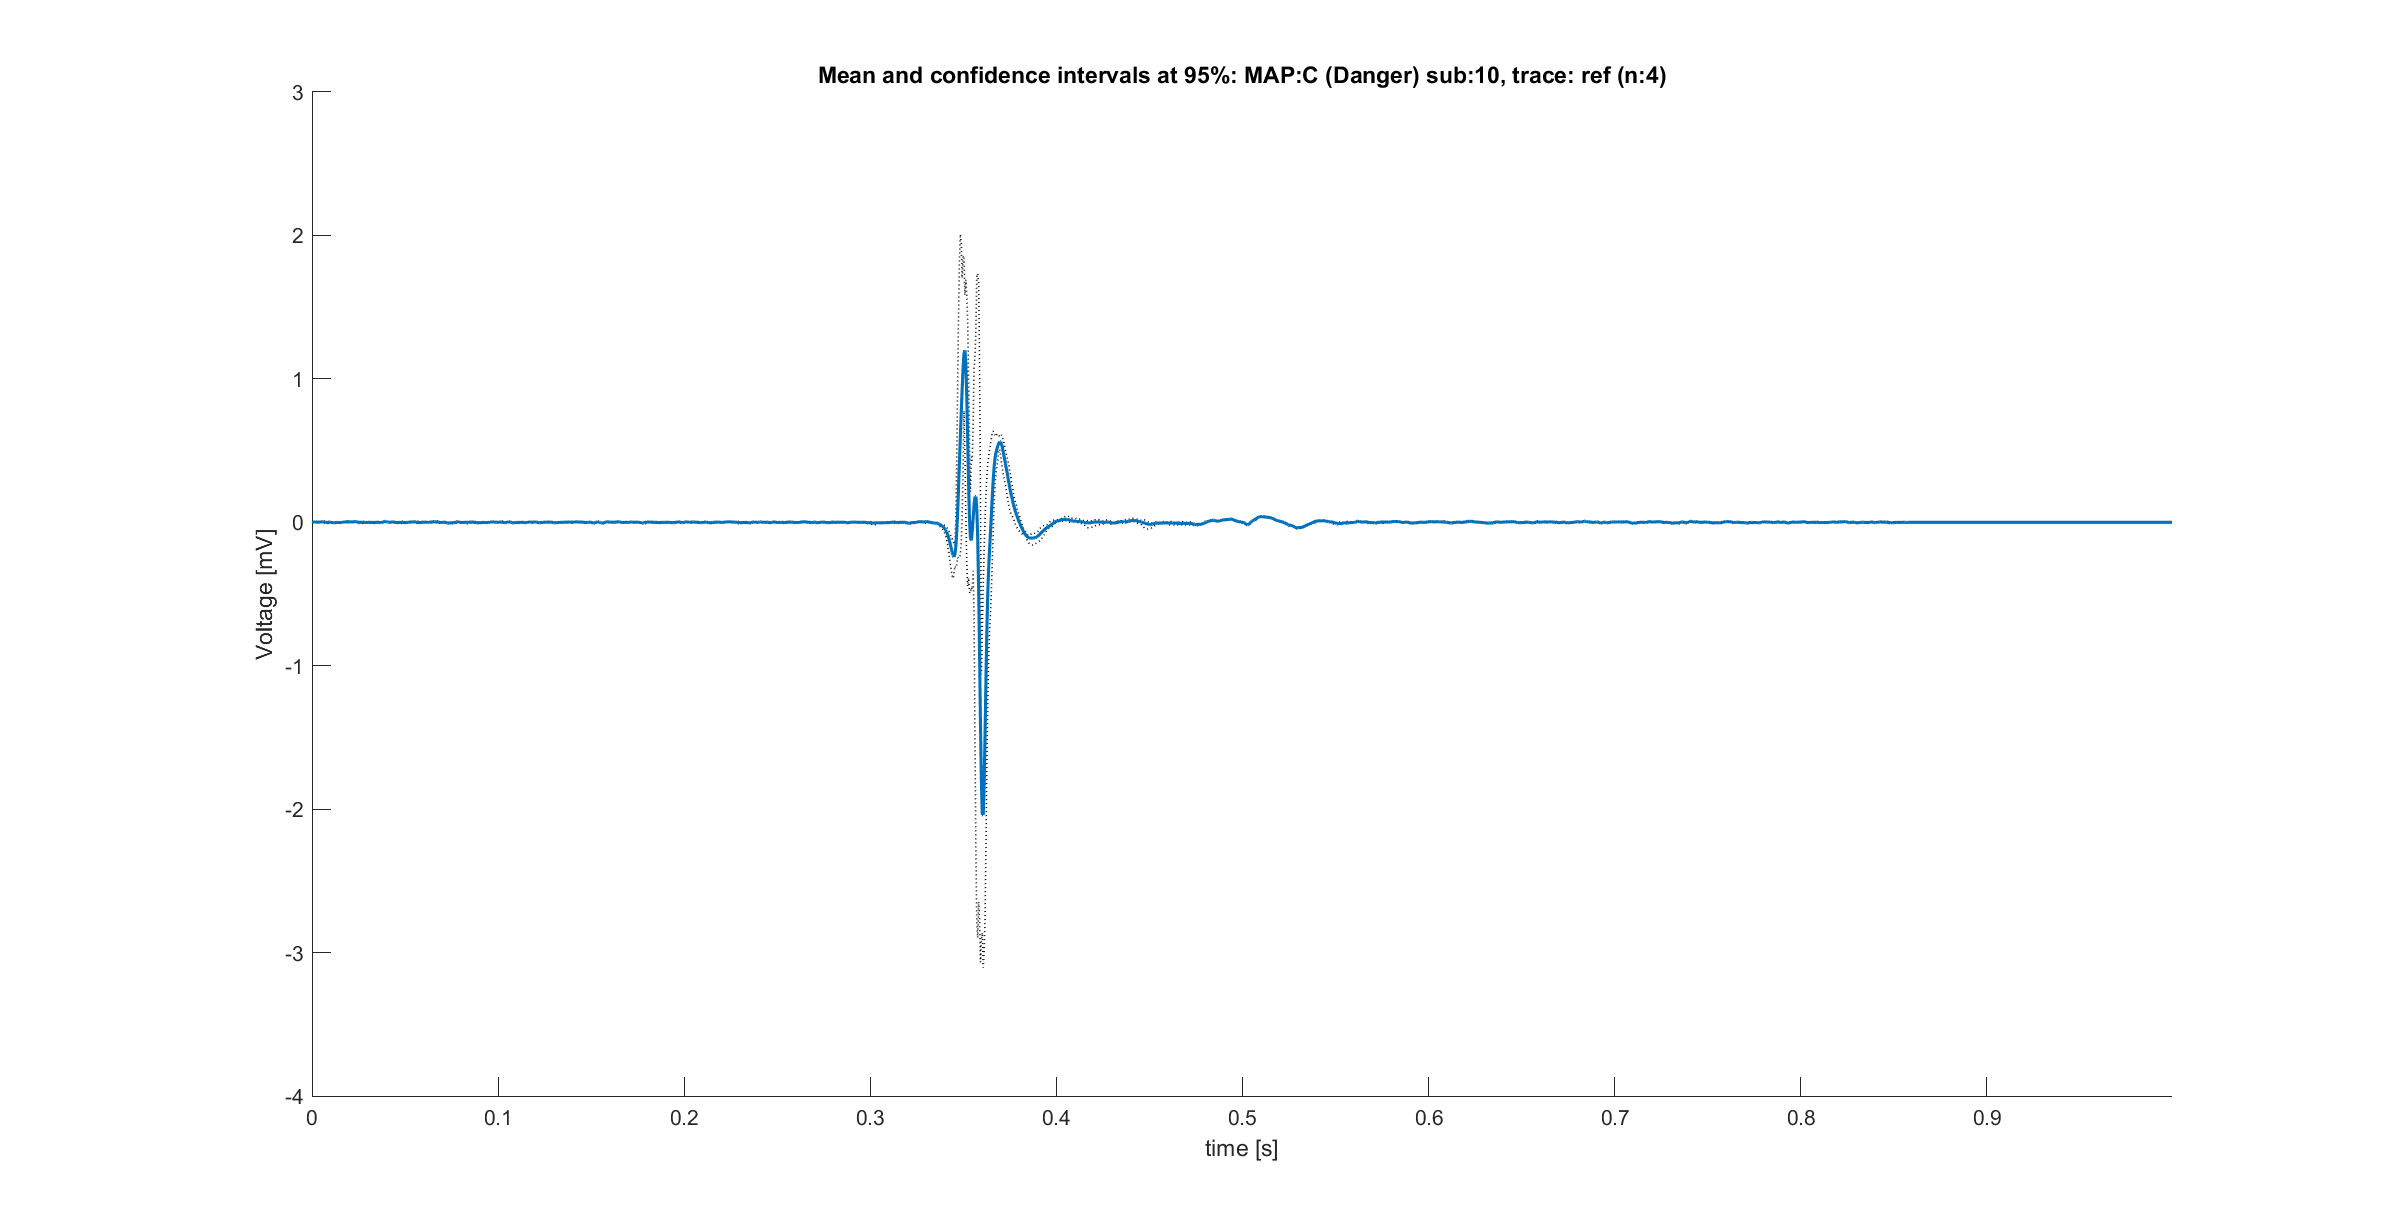 Mean and confidence intervals at 95%: MAP:C (Danger) sub:10, trace: ref (n:4)
3
2
1
0
-1
-2
-3
-4
Voltage [mV]
0 0.1 0.2 0.3 0.4 0.5 0.6 0.7 0.8 0.9
time [s]